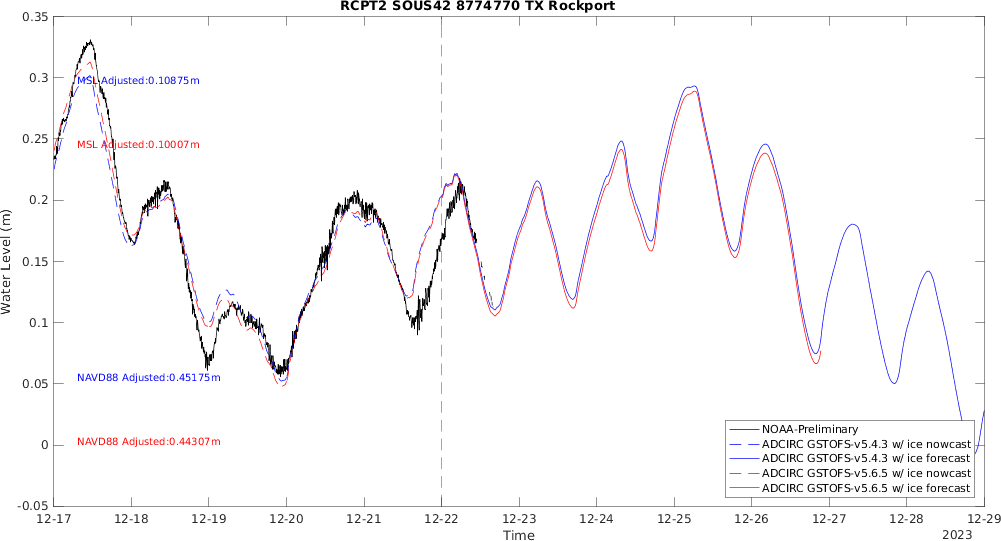 RCPT2 SOUS42 8774770 TX Rockport
0.35
0.3
0.25
0.2
0.15
0.1
0.05
0
-0.05
Water Level (m)
MSL Adjusted:0.10875m
MSL Adjusted:0.10007m
NAVD88 Adjusted:0.45175m
NAVD88 Adjusted:0.44307m
NOAA-Preliminary
ADCIRC GSTOFS-v5.4.3 w/ ice nowcast
ADCIRC GSTOFS-v5.4.3 w/ ice forecast
ADCIRC GSTOFS-v5.6.5 w/ ice nowcast
ADCIRC GSTOFS-v5.6.5 w/ ice forecast
12-17 12-18 12-19 12-20 12-21 12-22 12-23 12-24 12-25 12-26 12-27 12-28 12-29
Time
2023